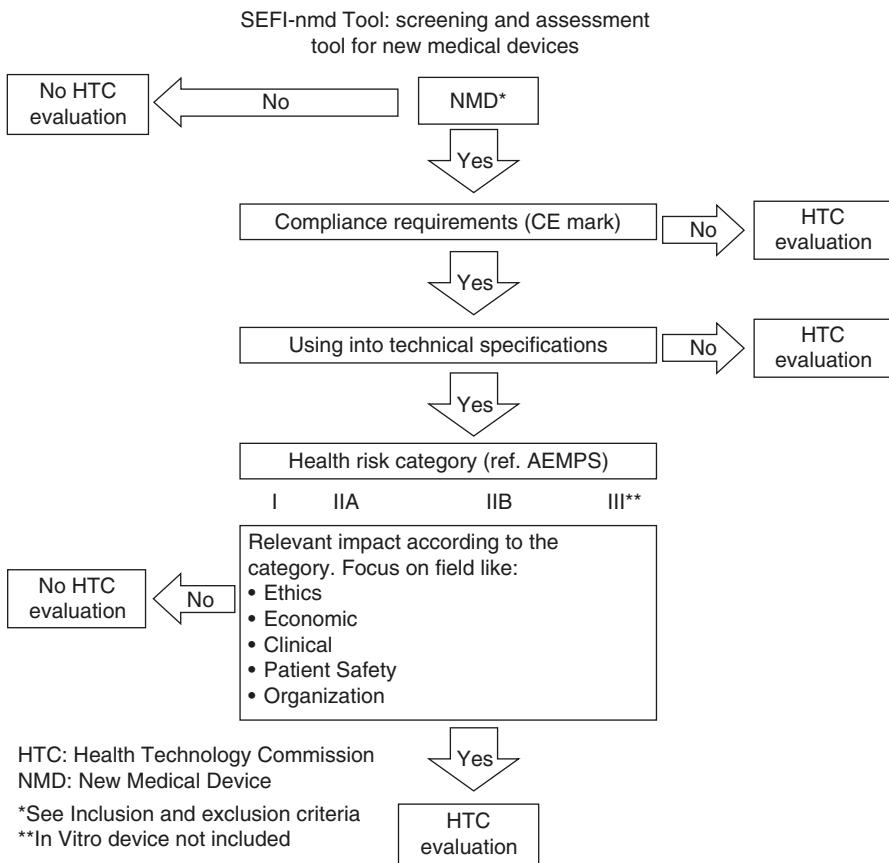 SEFI-nmd Tool: screening and assessment
tool for new medical devices
No HTC
evaluation
No
NMD*
Yes
Compliance requirements (CE mark)
No
HTC
evaluation
Yes
Using into technical specifications
No
HTC
evaluation
Yes
Health risk category (ref. AEMPS)
I IIA IIB III**
Relevant impact according to the
category. Focus on field like:
• Ethics
• Economic
• Clinical
• Patient Safety
• Organization
No HTC
evaluation
No
Yes
HTC
evaluation
HTC: Health Technology Commission
NMD: New Medical Device
*See Inclusion and exclusion criteria
**In Vitro device not included